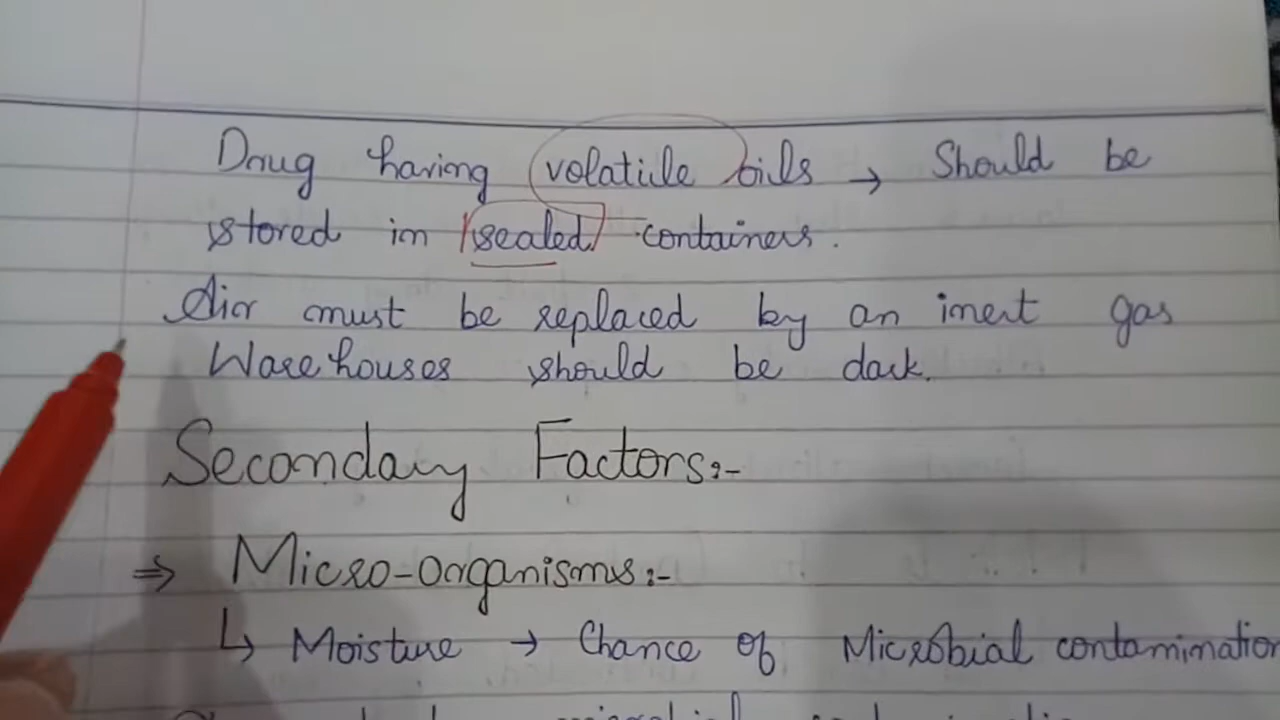 Drug having volatile oils → Should be
stored in sealed containers.
Air must be replaced by an inert gas
Warehouses should be dark.
Secondary Factors:-
⇒ Micro-organisms:-
↳ Moisture → Chance of Microbial contamination